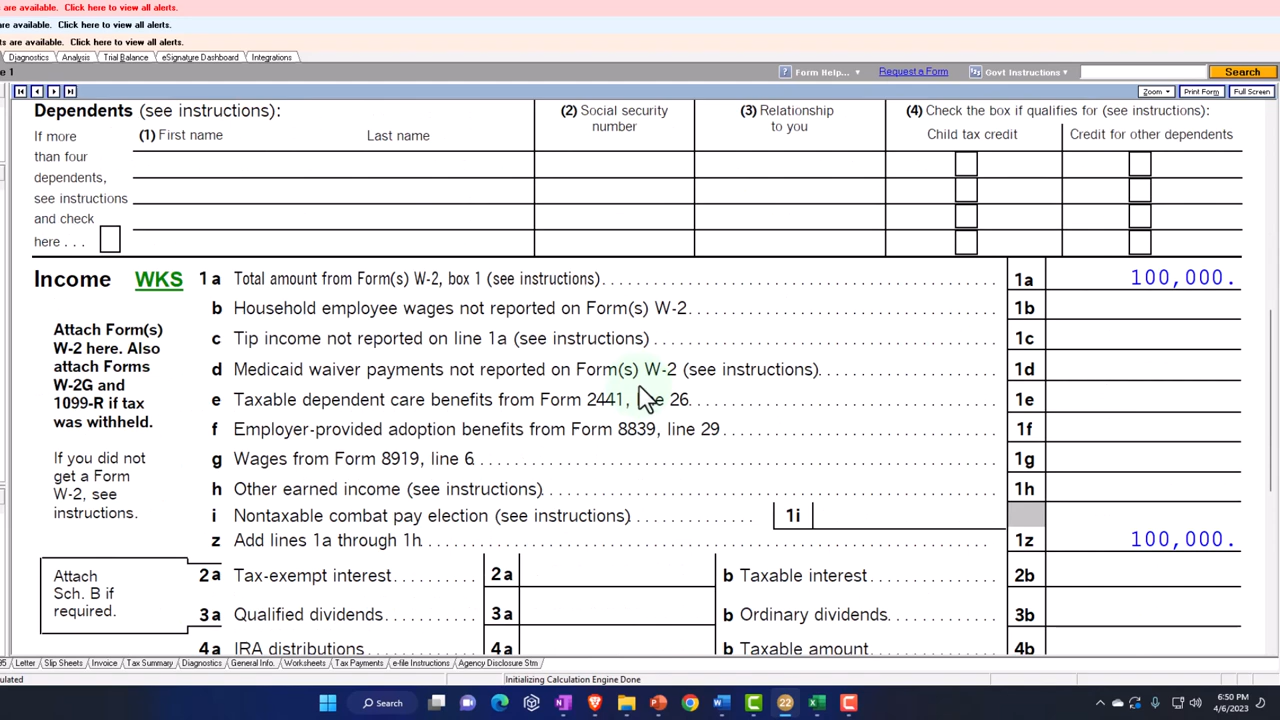 s are available. Click here to view all alerts.
are available. Click here to view all alerts.
ts are available. Click here to view all alerts.
Diagnostics Analysis Trial Balance eSignature Dashboard Integrations
e 1 Form Help... Request a Form Govt Instructions Search
Zoom Print Form Full Screen
Dependents (see instructions):
If more than four dependents, see instructions and check here . . .
(1) First name Last name
(2) Social security number
(3) Relationship to you
(4) Check the box if qualifies for (see instructions):
Child tax credit Credit for other dependents
Income WKS
Attach Form(s) W-2 here. Also attach Forms W-2G and 1099-R if tax was withheld.
If you did not get a Form W-2, see instructions.
1a Total amount from Form(s) W-2, box 1 (see instructions) 1a 100,000.
b Household employee wages not reported on Form(s) W-2 1b
c Tip income not reported on line 1a (see instructions) 1c
d Medicaid waiver payments not reported on Form(s) W-2 (see instructions) 1d
e Taxable dependent care benefits from Form 2441, line 26 1e
f Employer-provided adoption benefits from Form 8839, line 29 1f
g Wages from Form 8919, line 6 1g
h Other earned income (see instructions) 1h
i Nontaxable combat pay election (see instructions) 1i
z Add lines 1a through 1h 1z 100,000.
Attach Sch. B if required.
2a Tax-exempt interest 2a b Taxable interest 2b
3a Qualified dividends 3a b Ordinary dividends 3b
4a IRA distributions 4a b Taxable amount 4b
95 Letter Slip Sheets Invoice Tax Summary Diagnostics General Info. Worksheets Tax Payments e-file Instructions Agency Disclosure Stm
ulated Initializing Calculation Engine Done
Search
22
6:50 PM
4/6/2023